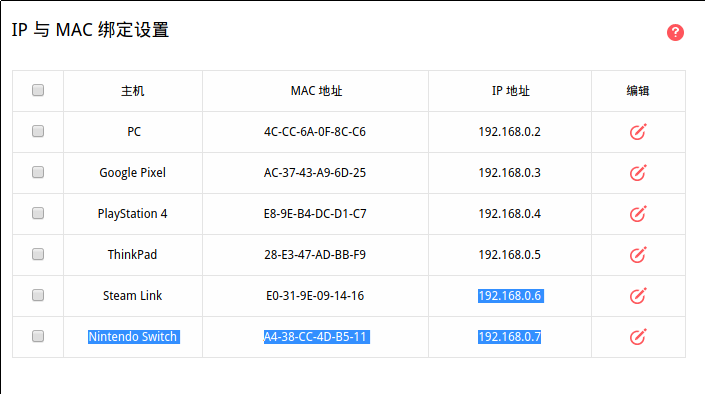 IP 与 MAC 绑定设置
主机 MAC 地址 IP 地址 编辑
PC 4C-CC-6A-0F-8C-C6 192.168.0.2
Google Pixel AC-37-43-A9-6D-25 192.168.0.3
PlayStation 4 E8-9E-B4-DC-D1-C7 192.168.0.4
ThinkPad 28-E3-47-AD-BB-F9 192.168.0.5
Steam Link E0-31-9E-09-14-16 192.168.0.6
Nintendo Switch A4-38-CC-4D-B5-11 192.168.0.7